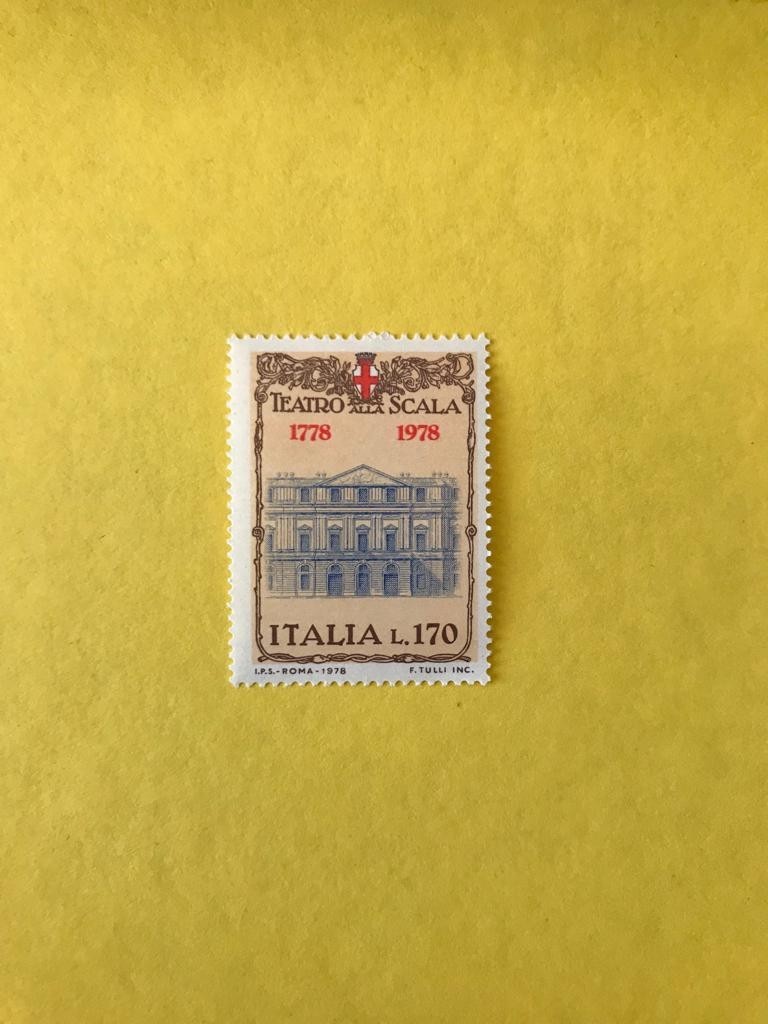 TEATRO ALLA SCALA
1778 1978
ITALIA L.170
I.P.S.-ROMA-1978 F. TULLI INC.